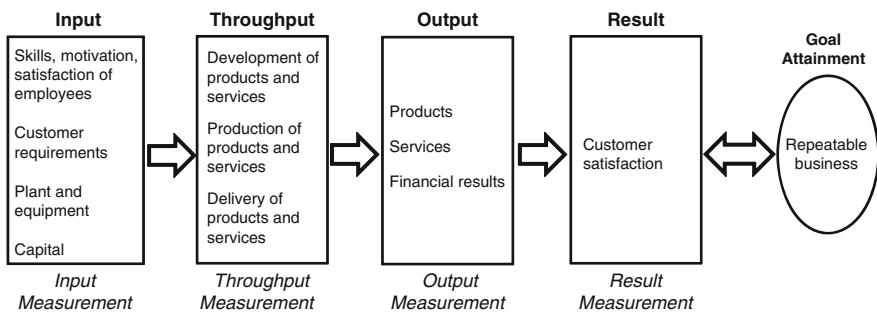 Input
Skills, motivation,
satisfaction of
employees
Customer
requirements
Plant and
equipment
Capital
Input
Measurement
Throughput
Development of
products and
services
Production of
products and
services
Delivery of
products and
services
Throughput
Measurement
Output
Products
Services
Financial results
Output
Measurement
Result
Customer
satisfaction
Result
Measurement
Goal
Attainment
Repeatable
business